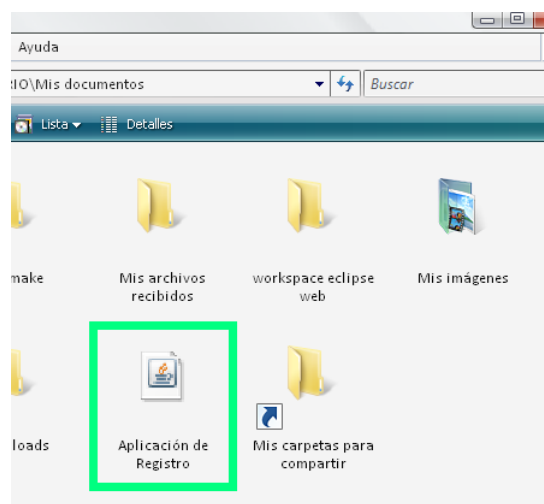 Ayuda
IO\Mis documentos
Buscar
Lista
Detalles
make
Mis archivos
recibidos
workspace eclipse
web
Mis imágenes
loads
Aplicación de
Registro
Mis carpetas para
compartir